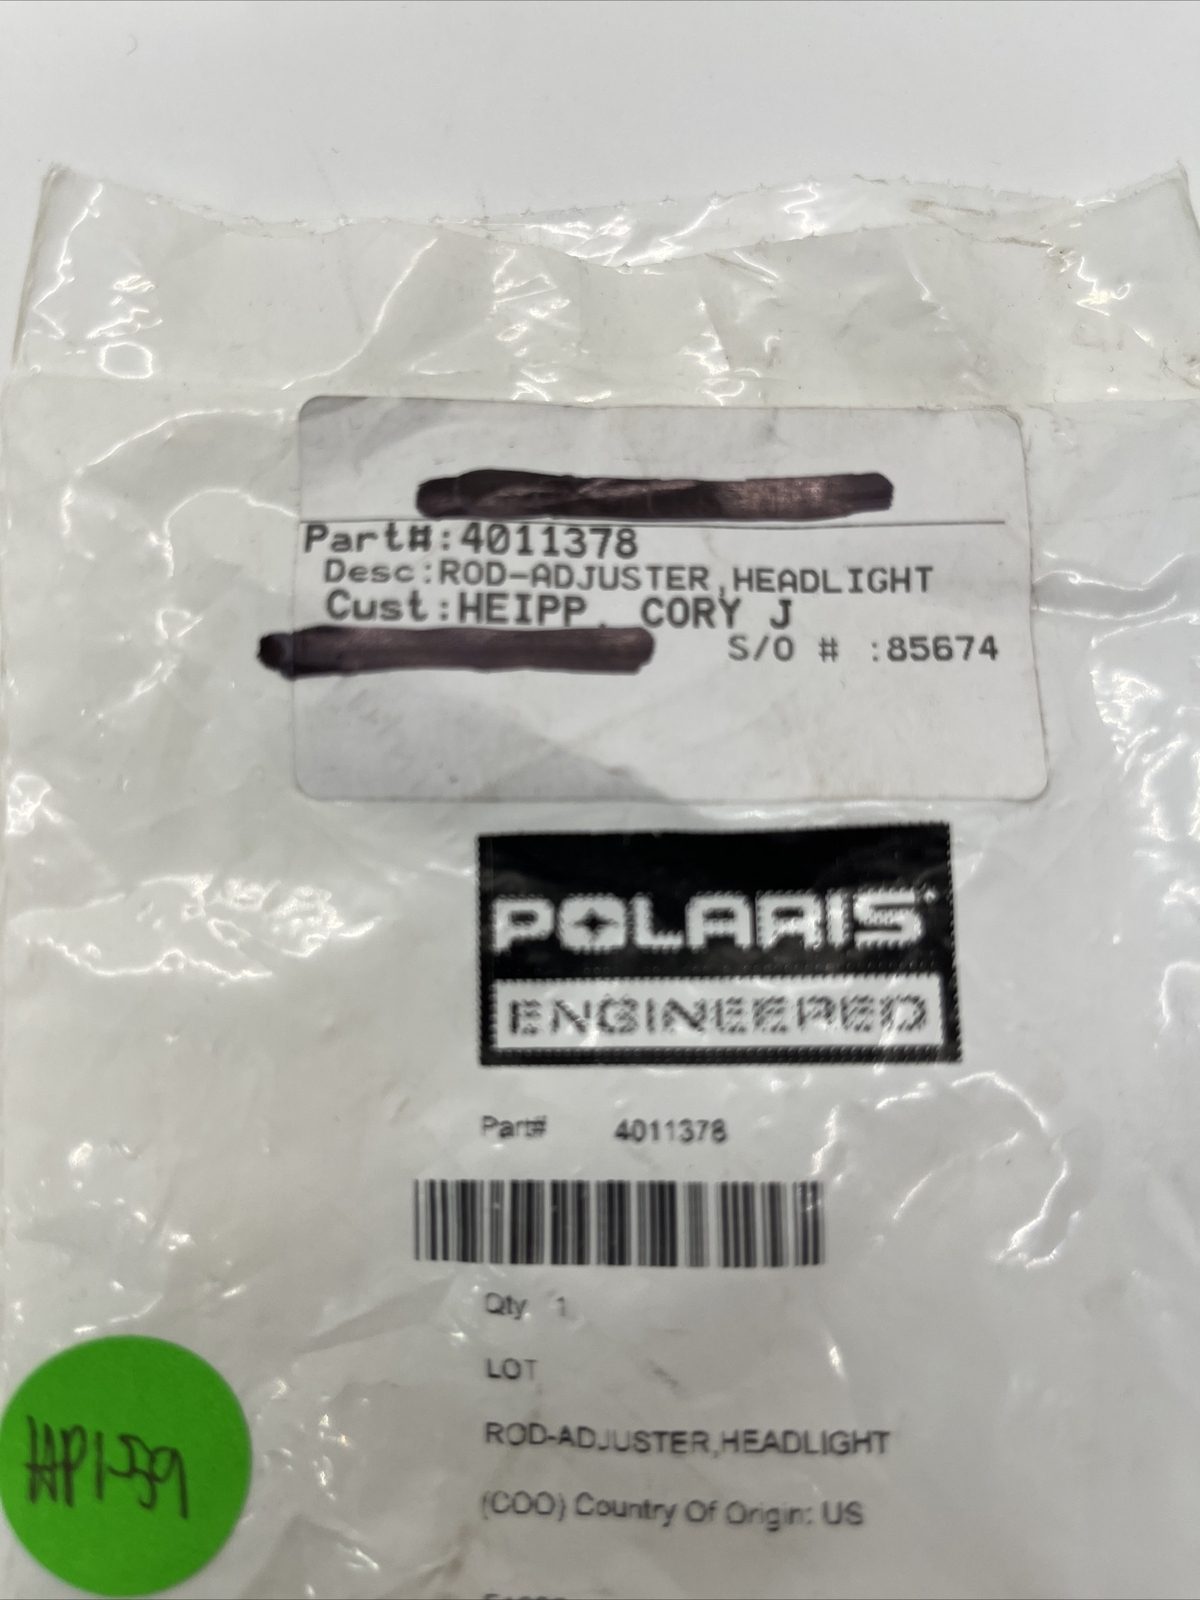 Part#:4011378
Desc:ROD-ADJUSTER,HEADLIGHT
Cust:HEIPP, CORY J
S/O # :85674
POLARIS
ENGINEERED
Part# 4011378
Qty 1
LOT
ROD-ADJUSTER,HEADLIGHT
(COO) Country Of Origin: US